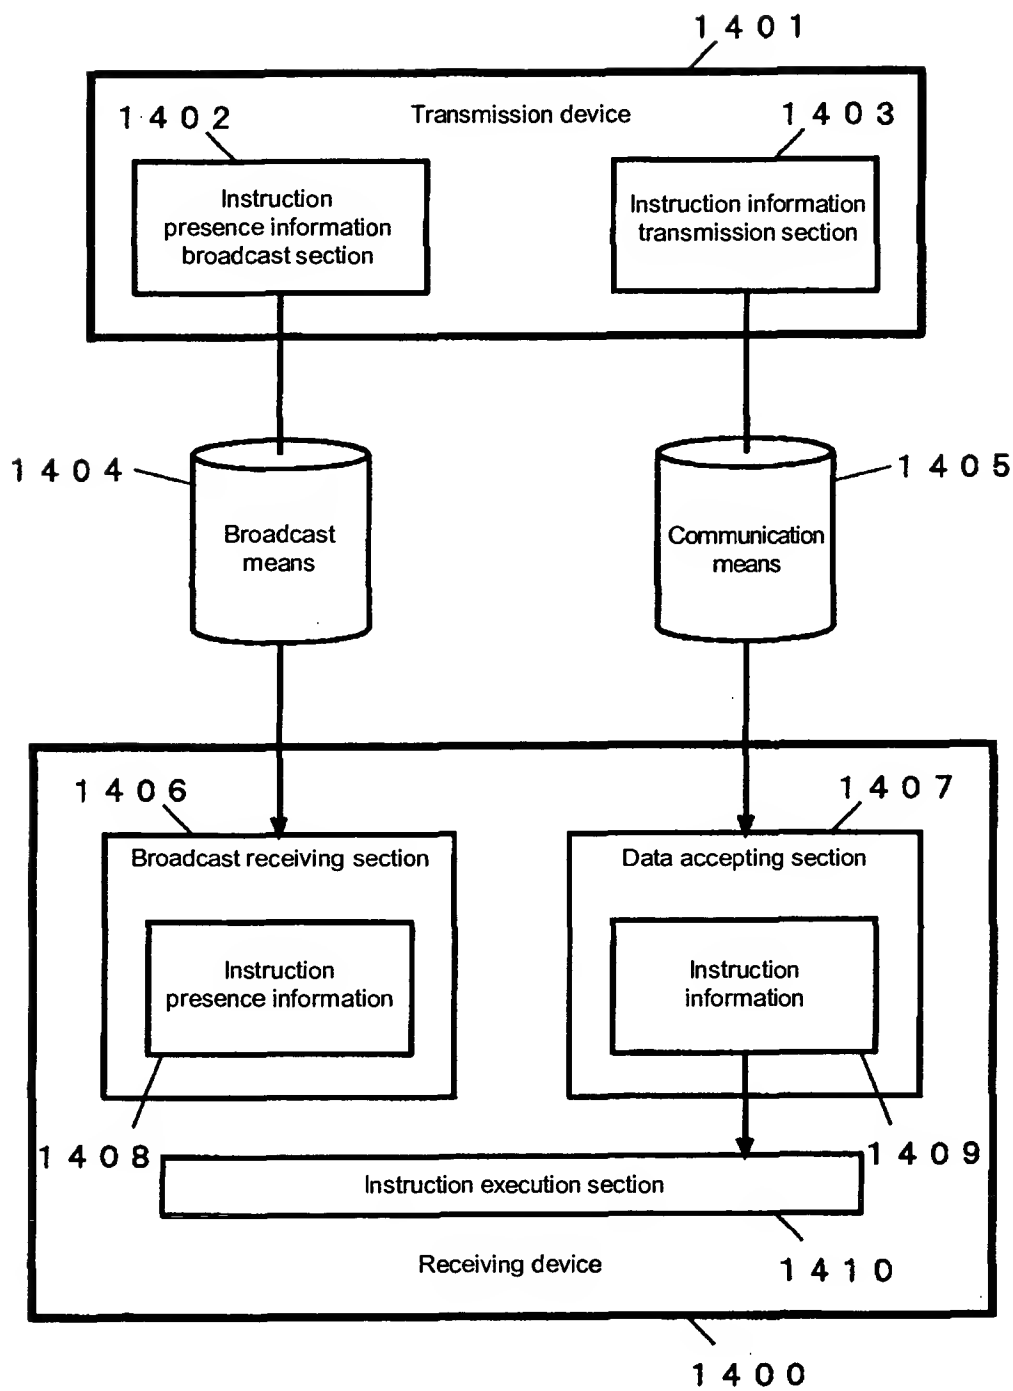 1401
Transmission device
1402
1403
Instruction
presence information
broadcast section
Instruction information
transmission section
1404
Broadcast
means
1405
Communication
means
1406
1407
Broadcast receiving section
Data accepting section
Instruction
presence information
Instruction
information
1408
1409
Instruction execution section
Receiving device
1410
1400